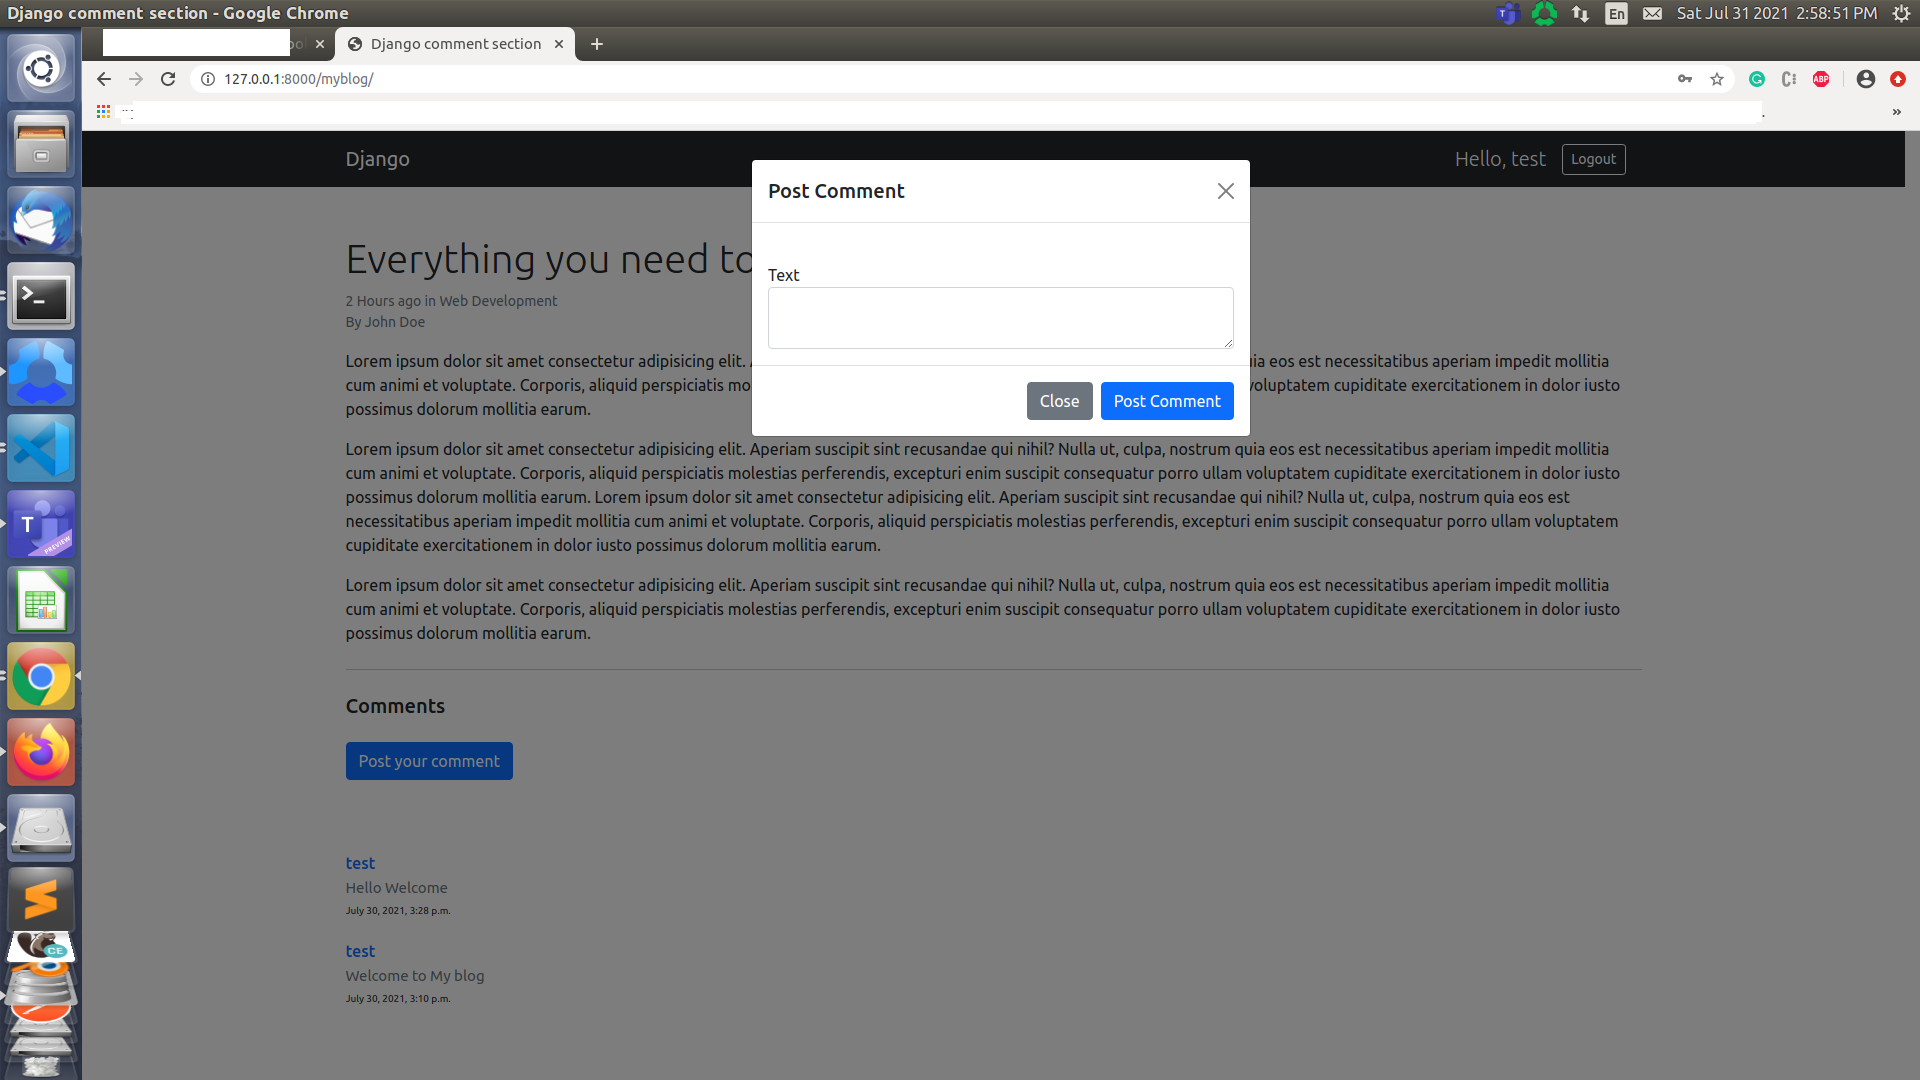 Django comment section - Google Chrome
En
Sat Jul 31 2021 2:58:51 PM
Django comment section
127.0.0.1:8000/myblog/
ABP
Django
Hello, test
Logout
Post Comment
Everything you need to
2 Hours ago in Web Development
By John Doe
Text
Lorem ipsum dolor sit amet consectetur adipisicing elit. quia eos est necessitatibus aperiam impedit mollitia
cum animi et voluptate. Corporis, aliquid perspiciatis mo voluptatem cupiditate exercitationem in dolor iusto
possimus dolorum mollitia earum.
Close
Post Comment
Lorem ipsum dolor sit amet consectetur adipisicing elit. Aperiam suscipit sint recusandae qui nihil? Nulla ut, culpa, nostrum quia eos est necessitatibus aperiam impedit mollitia
cum animi et voluptate. Corporis, aliquid perspiciatis molestias perferendis, excepturi enim suscipit consequatur porro ullam voluptatem cupiditate exercitationem in dolor iusto
possimus dolorum mollitia earum. Lorem ipsum dolor sit amet consectetur adipisicing elit. Aperiam suscipit sint recusandae qui nihil? Nulla ut, culpa, nostrum quia eos est
necessitatibus aperiam impedit mollitia cum animi et voluptate. Corporis, aliquid perspiciatis molestias perferendis, excepturi enim suscipit consequatur porro ullam voluptatem
cupiditate exercitationem in dolor iusto possimus dolorum mollitia earum.
Lorem ipsum dolor sit amet consectetur adipisicing elit. Aperiam suscipit sint recusandae qui nihil? Nulla ut, culpa, nostrum quia eos est necessitatibus aperiam impedit mollitia
cum animi et voluptate. Corporis, aliquid perspiciatis molestias perferendis, excepturi enim suscipit consequatur porro ullam voluptatem cupiditate exercitationem in dolor iusto
possimus dolorum mollitia earum.
Comments
Post your comment
test
Hello Welcome
July 30, 2021, 3:28 p.m.
test
Welcome to My blog
July 30, 2021, 3:10 p.m.
T
PREVIEW
CE